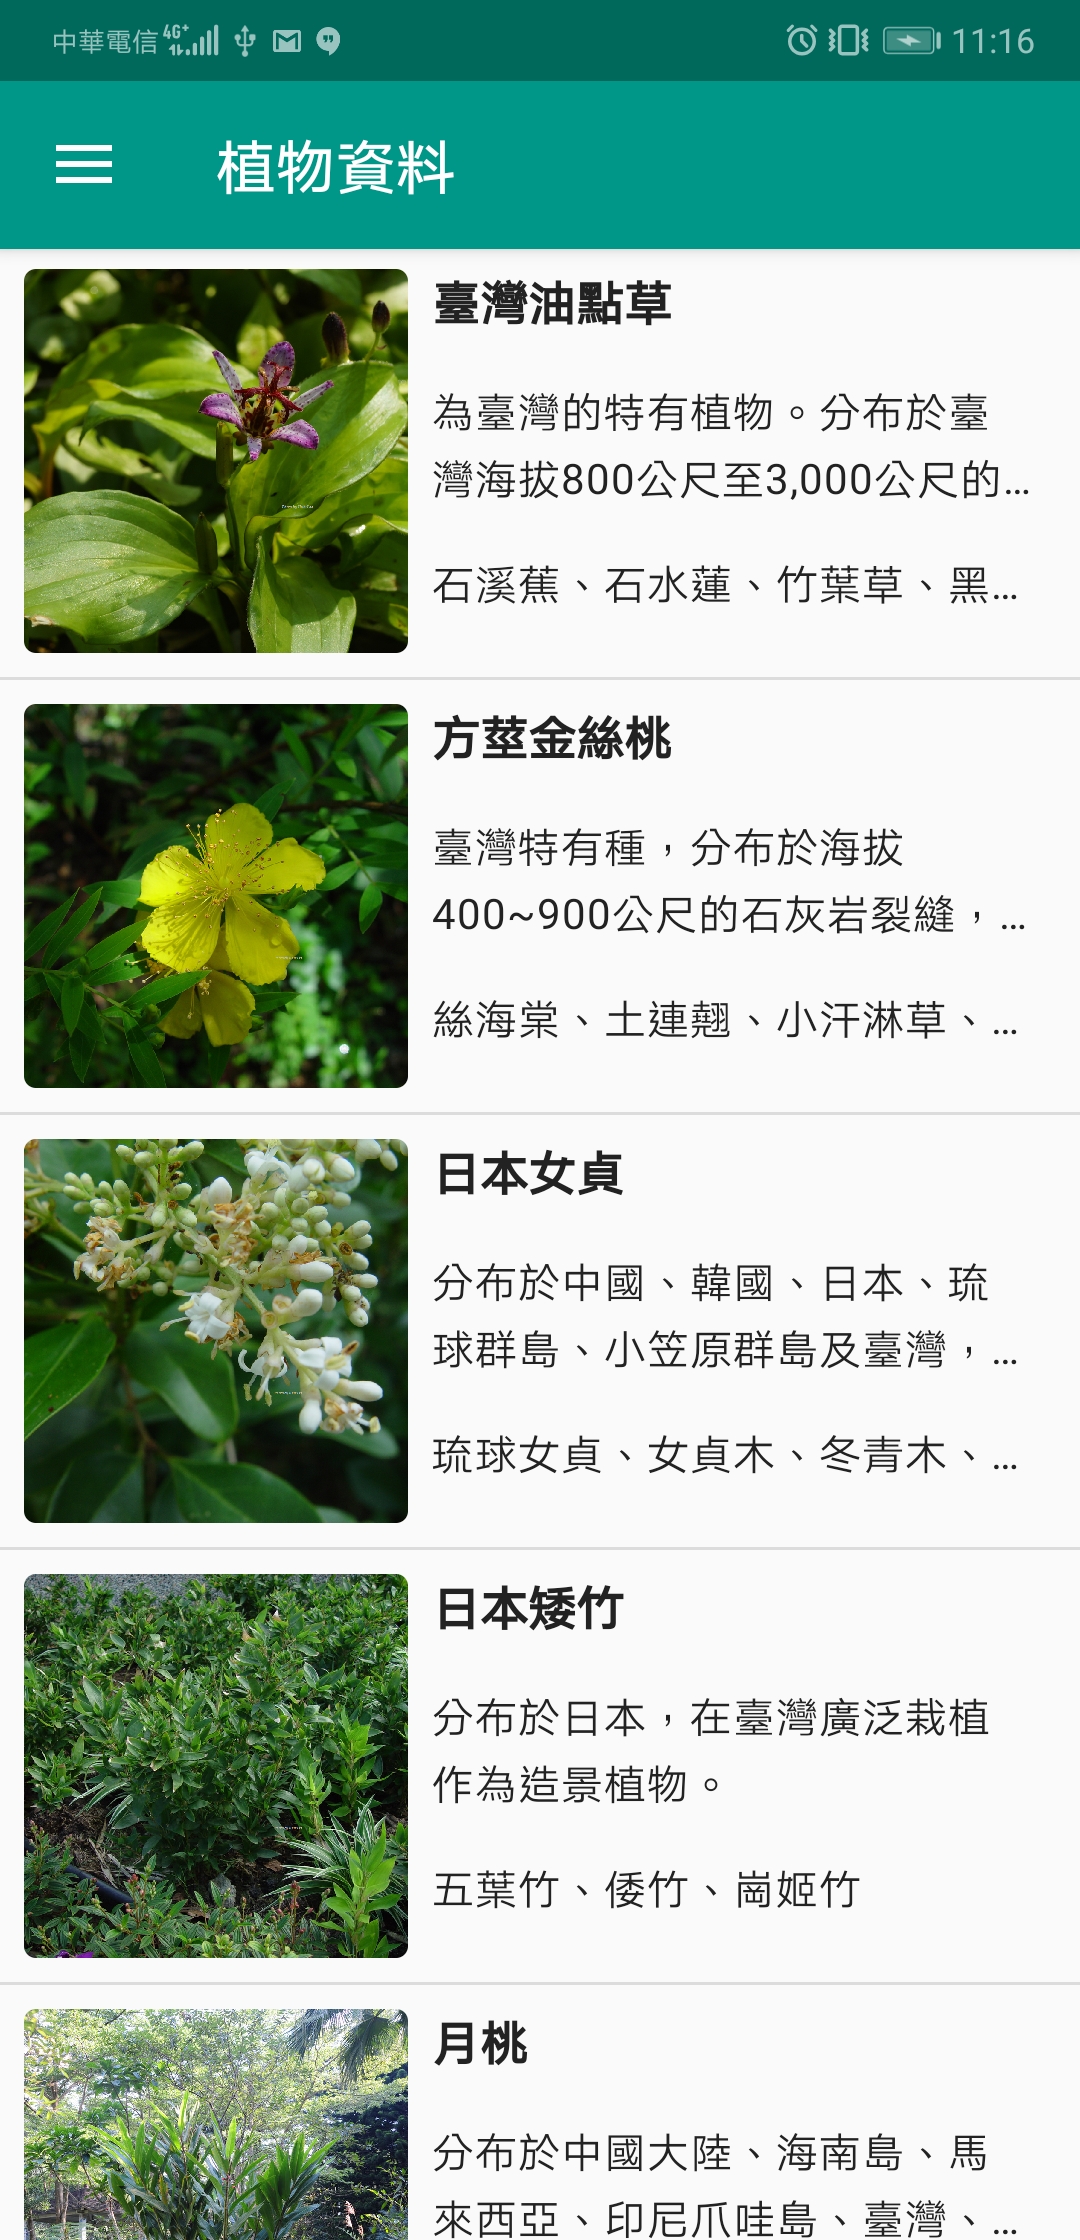 中華電信 4G+ 11:16
植物資料
臺灣油點草
為臺灣的特有植物。分布於臺
灣海拔800公尺至3,000公尺的…
石溪蕉、石水蓮、竹葉草、黑…
方莖金絲桃
臺灣特有種，分布於海拔
400~900公尺的石灰岩裂縫，…
絲海棠、土連翹、小汗淋草、…
日本女貞
分布於中國、韓國、日本、琉
球群島、小笠原群島及臺灣，…
琉球女貞、女貞木、冬青木、…
日本矮竹
分布於日本，在臺灣廣泛栽植
作為造景植物。
五葉竹、倭竹、崗姬竹
月桃
分布於中國大陸、海南島、馬
來西亞、印尼爪哇島、臺灣、…